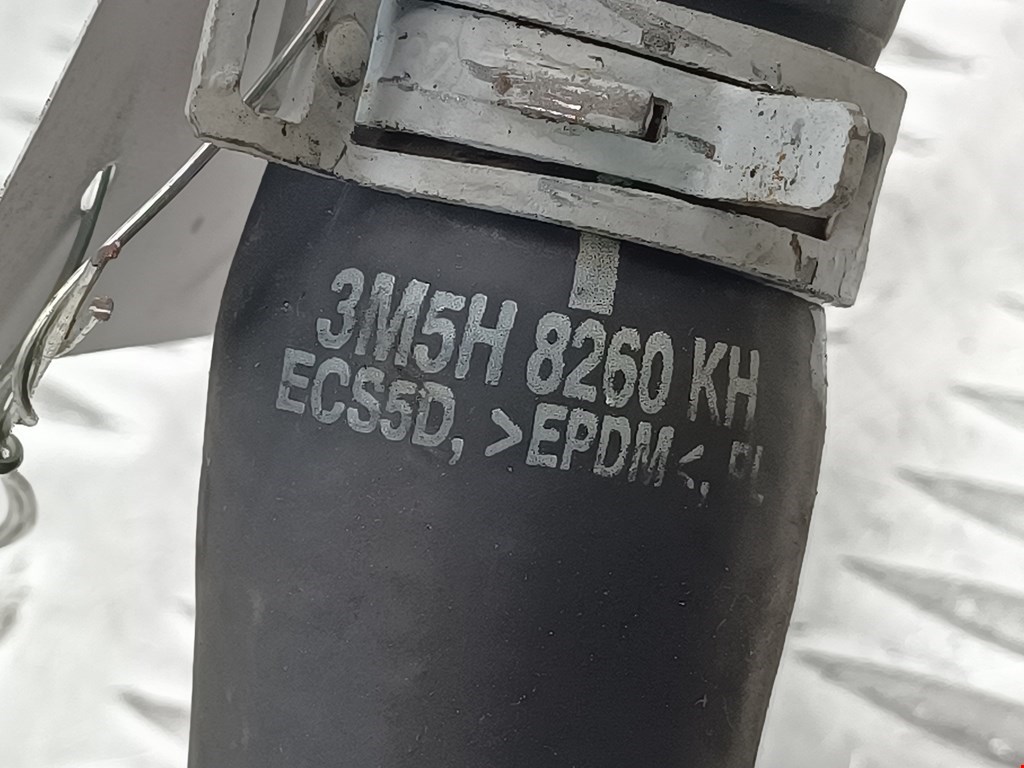 3M5H 8260 KH
ECS5D, >EPDM<,